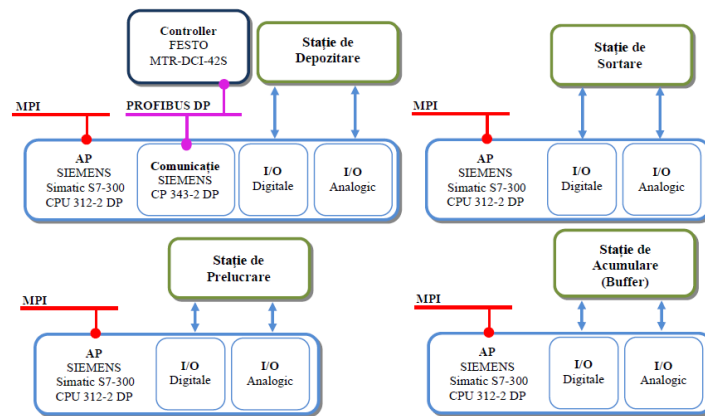 Controller
FESTO
MTR-DCI-42S
Stație de
Depozitare
MPI
PROFIBUS DP
AP
SIEMENS
Simatic S7-300
CPU 312-2 DP
Comunicație
SIEMENS
CP 343-2 DP
I/O
Digitale
I/O
Analogic
Stație de
Sortare
MPI
AP
SIEMENS
Simatic S7-300
CPU 312-2 DP
I/O
Digitale
I/O
Analogic
Stație de
Prelucrare
MPI
AP
SIEMENS
Simatic S7-300
CPU 312-2 DP
I/O
Digitale
I/O
Analogic
Stație de
Acumulare
(Buffer)
MPI
AP
SIEMENS
Simatic S7-300
CPU 312-2 DP
I/O
Digitale
I/O
Analogic